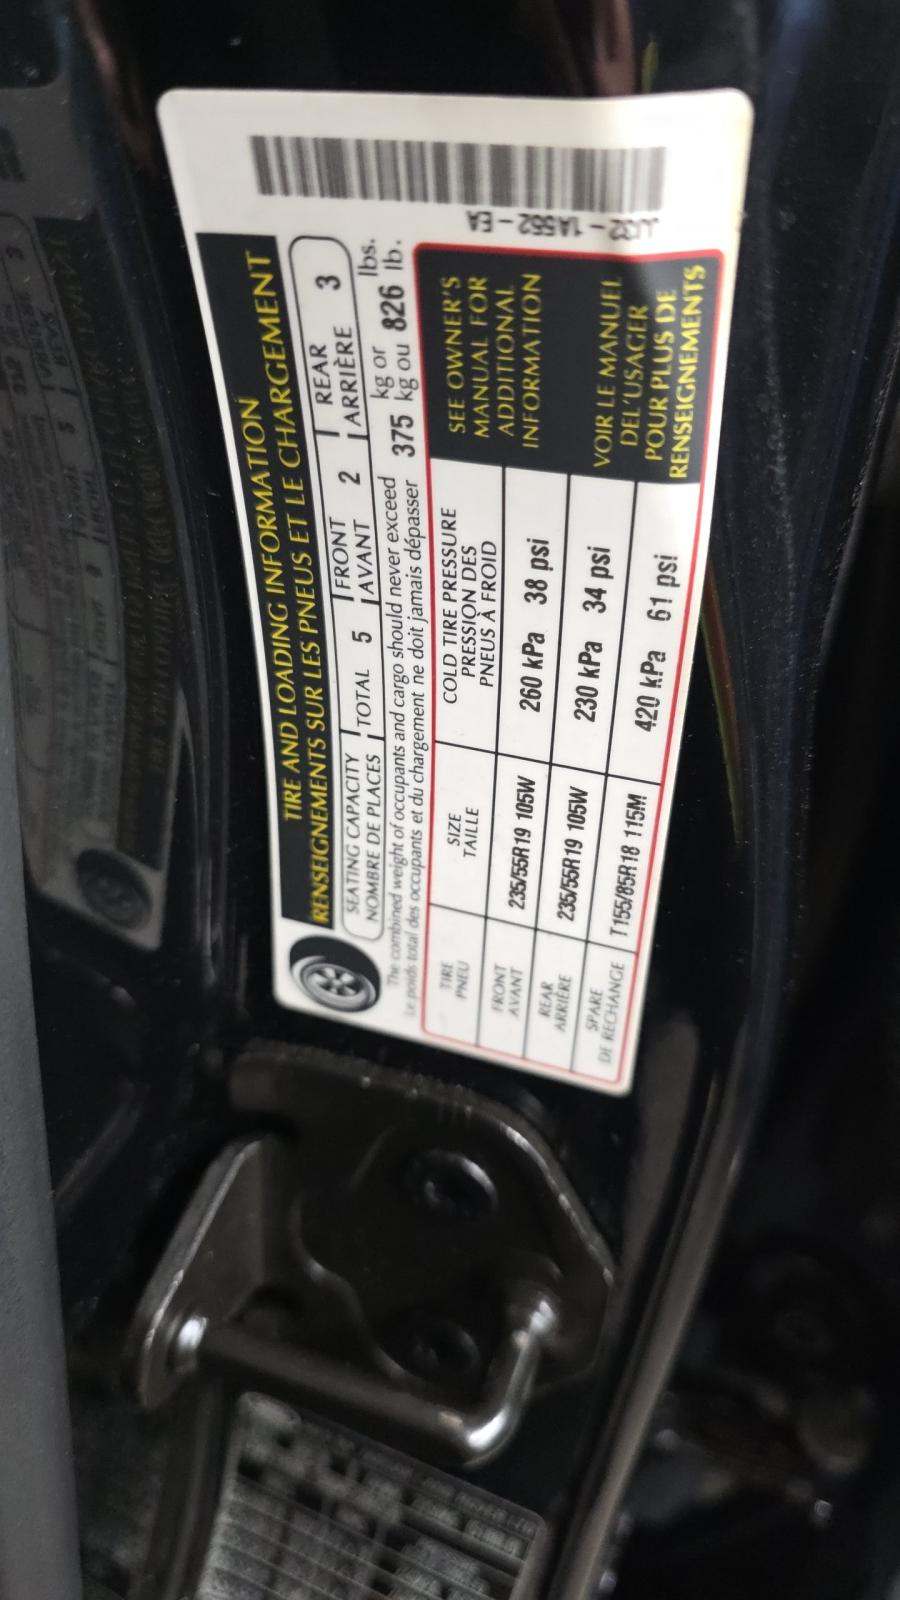 TIRE AND LOADING INFORMATION
RENSEIGNEMENTS SUR LES PNEUS ET LE CHARGEMENT
SEATING CAPACITY
NOMBRE DE PLACES
TOTAL 5
FRONT
AVANT 2
REAR
ARRIÈRE 3
The combined weight of occupants and cargo should never exceed 375 kg or 826 lbs.
Le poids total des occupants et du chargement ne doit jamais dépasser kg ou lb.
TIRE
PNEU
SIZE
TAILLE
COLD TIRE PRESSURE
PRESSION DES
PNEUS À FROID
FRONT
AVANT
235/55R19 105W
260 kPa 38 psi
REAR
ARRIÈRE
235/55R19 105W
230 kPa 34 psi
SPARE
DE RECHANGE
T155/85R18 115M
420 kPa 61 psi
SEE OWNER'S
MANUAL FOR
ADDITIONAL
INFORMATION
VOIR LE MANUEL
DEL'USAGER
POUR PLUS DE
RENSEIGNEMENTS